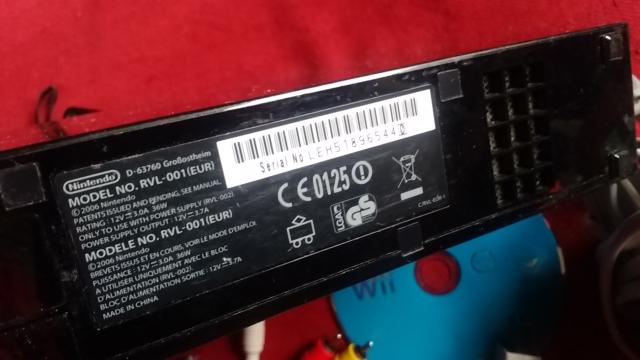 Nintendo
D-63760 Großostheim
MODEL NO. RVL-001(EUR)
©2006 Nintendo
PATENTS ISSUED AND PENDING. SEE MANUAL.
RATING : 12V 3.0A 36W
ONLY TO USE WITH POWER SUPPLY (RVL-002)
POWER SUPPLY OUTPUT : 12V 3.7A
MODELE NO. RVL-001(EUR)
©2006 Nintendo
BREVETS ISSUS ET EN COURS. VOIR LE MODE D'EMPLOI.
PUISSANCE : 12V 3.0A 36W
A UTILISER UNIQUEMENT AVEC LE BLOC
D'ALIMENTATION (RVL-002).
BLOC D'ALIMENTATION SORTIE : 12V 3.7A
MADE IN CHINA
Serial No LEH518965440
CE0125
LGA
GS
Wii